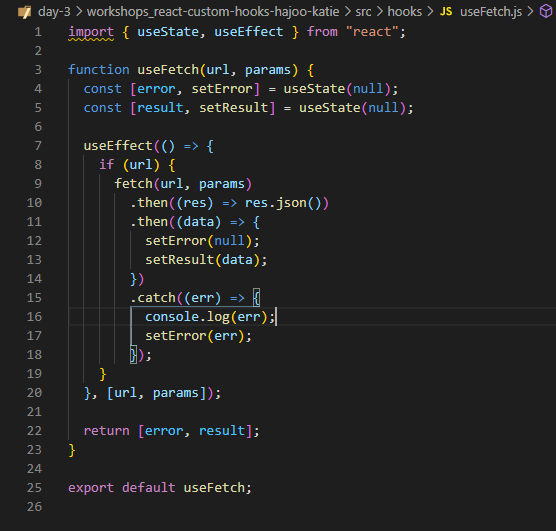 day-3 > workshops_react-custom-hooks-hajoo-katie > src > hooks > JS useFetch.js >
1 import { useState, useEffect } from "react";
2
3 function useFetch(url, params) {
4 const [error, setError] = useState(null);
5 const [result, setResult] = useState(null);
6
7 useEffect(() => {
8 if (url) {
9 fetch(url, params)
10 .then((res) => res.json())
11 .then((data) => {
12 setError(null);
13 setResult(data);
14 })
15 .catch((err) => {
16 console.log(err);
17 setError(err);
18 });
19 }
20 }, [url, params]);
21
22 return [error, result];
23 }
24
25 export default useFetch;
26